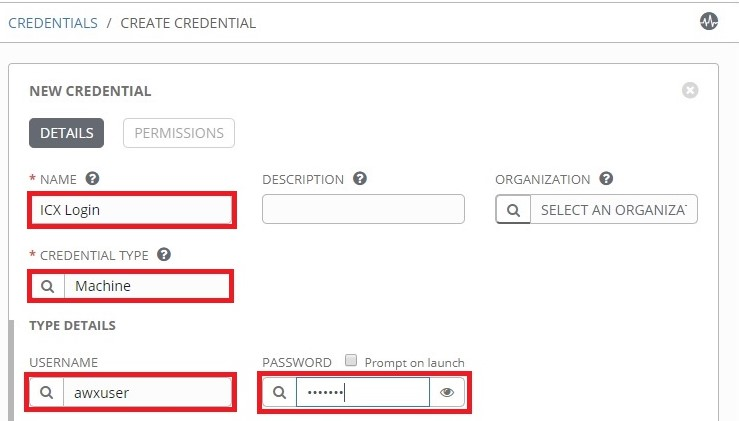 CREDENTIALS / CREATE CREDENTIAL
NEW CREDENTIAL
DETAILS PERMISSIONS
* NAME ? DESCRIPTION ? ORGANIZATION ?
ICX Login SELECT AN ORGANIZAT
* CREDENTIAL TYPE ?
Machine
TYPE DETAILS
USERNAME PASSWORD Prompt on launch
awxuser •••••••